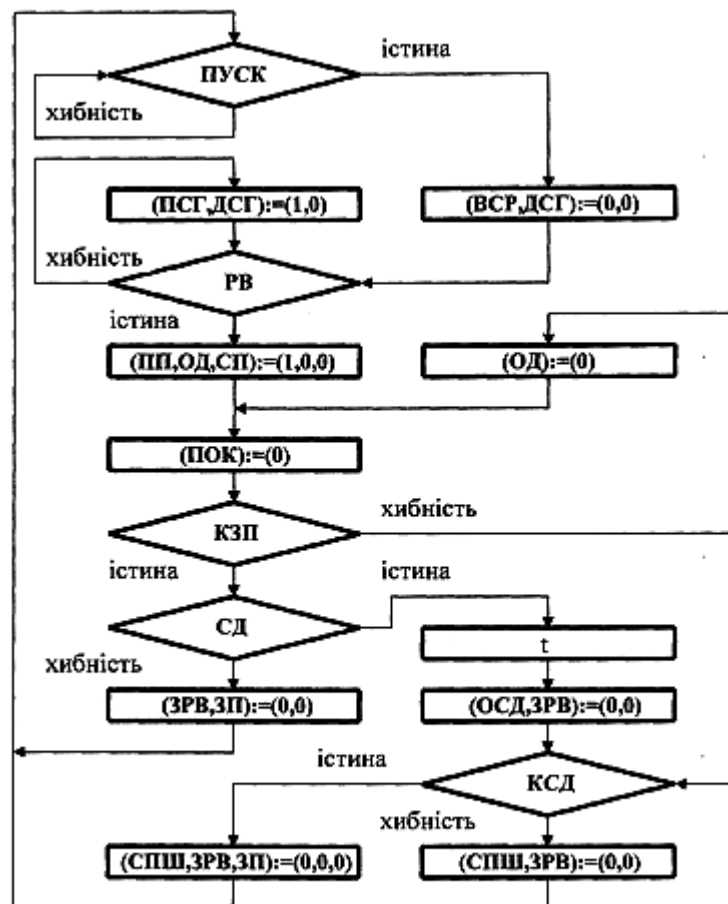 істина
ПУСК
хибність
(ПСГ,ДСГ):=(1,0)
(ВСР,ДСГ):=(0,0)
хибність
РВ
істина
(ПП,ОД,СП):=(1,0,0)
(ОД):=(0)
(ПОК):=(0)
хибність
КЗП
істина
істина
СД
t
хибність
(ЗРВ,ЗП):=(0,0)
(ОСД,ЗРВ):=(0,0)
істина
КСД
хибність
(СПШ,ЗРВ,ЗП):=(0,0,0)
(СПШ,ЗРВ):=(0,0)